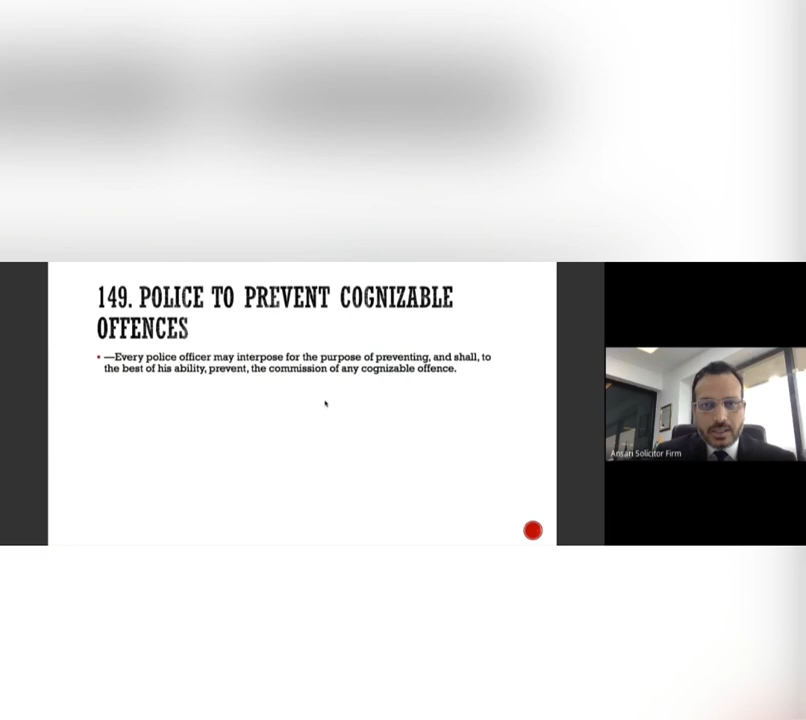 149. POLICE TO PREVENT COGNIZABLE
OFFENCES
• —Every police officer may interpose for the purpose of preventing, and shall, to
the best of his ability, prevent, the commission of any cognizable offence.
Ansari Solicitor Firm